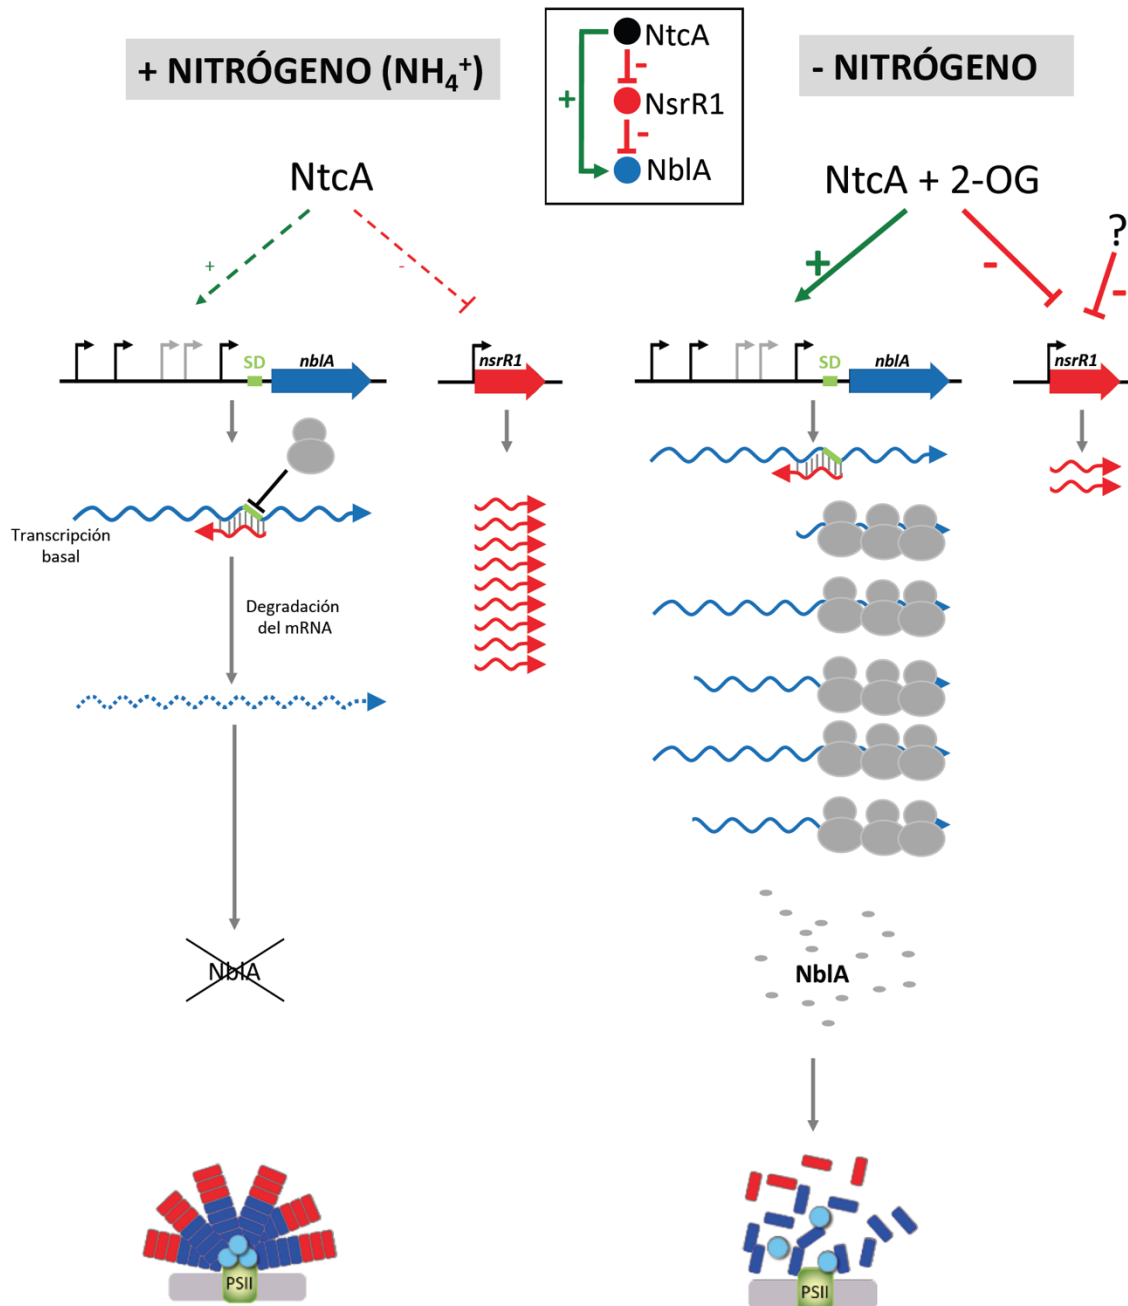 + NITRÓGENO (NH₄⁺)
NtcA
-
NsrR1
+
-
NblA
- NITRÓGENO
NtcA
+
-
nblA
SD
nsrR1
Transcripción
basal
Degradación
del mRNA
NblA
PSII
NtcA + 2-OG
?
+
-
-
nblA
SD
nsrR1
NblA
PSII